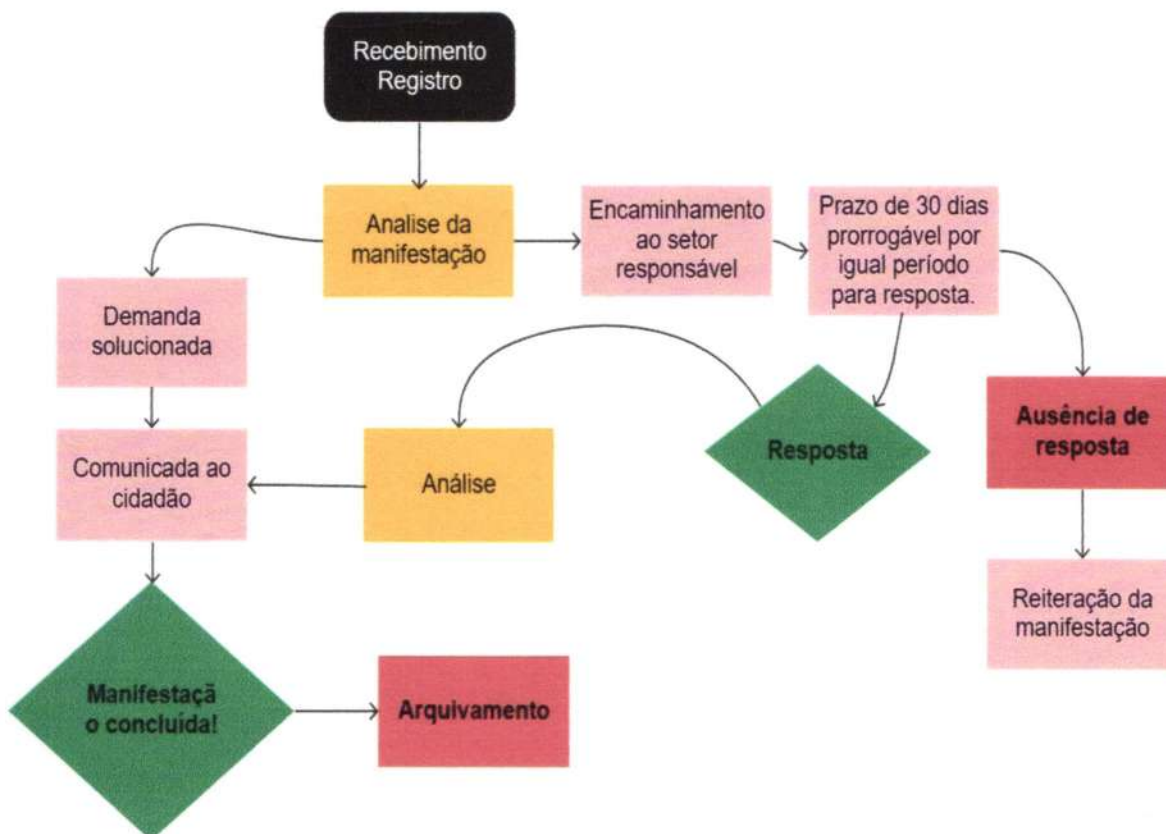 Recebimento
Registro
Analise da
manifestação
Encaminhamento
ao setor
responsável
Prazo de 30 dias
prorrogável por
igual período
para resposta.
Demanda
solucionada
Resposta
Ausência de
resposta
Comunicada ao
cidadão
Análise
Reiteração da
manifestação
Manifestaçã
o concluída!
Arquivamento